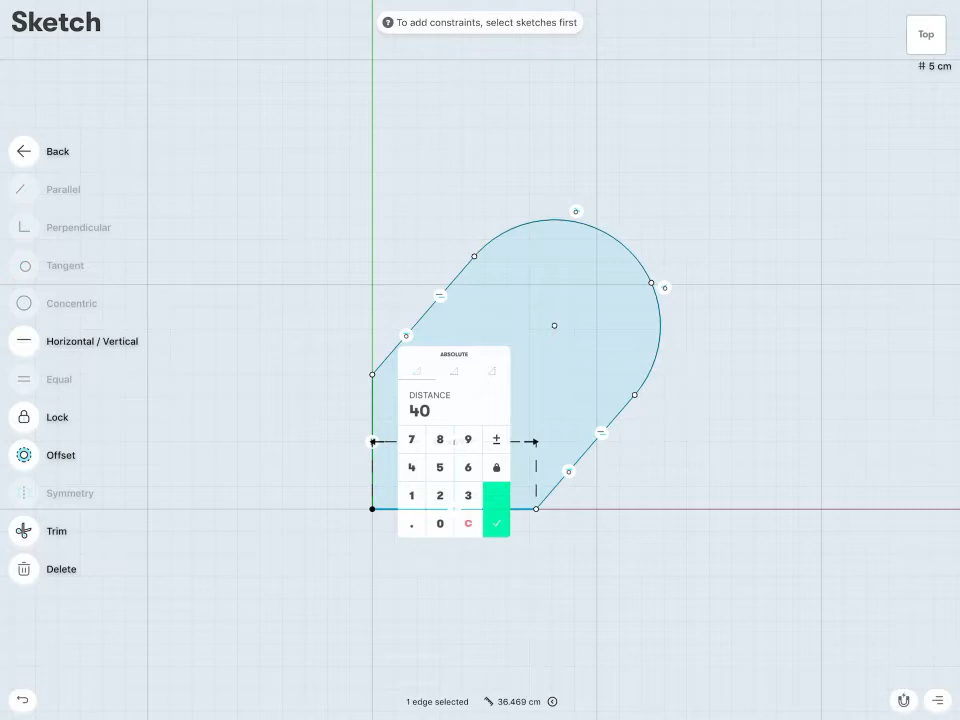 Sketch
To add constraints, select sketches first
Top
# 5 cm
Back
Parallel
Perpendicular
Tangent
Concentric
Horizontal / Vertical
Equal
Lock
Offset
Symmetry
Trim
Delete
ABSOLUTE
DISTANCE
40
7 8 9 ±
4 5 6
1 2 3
. 0 C
1 edge selected 36.469 cm